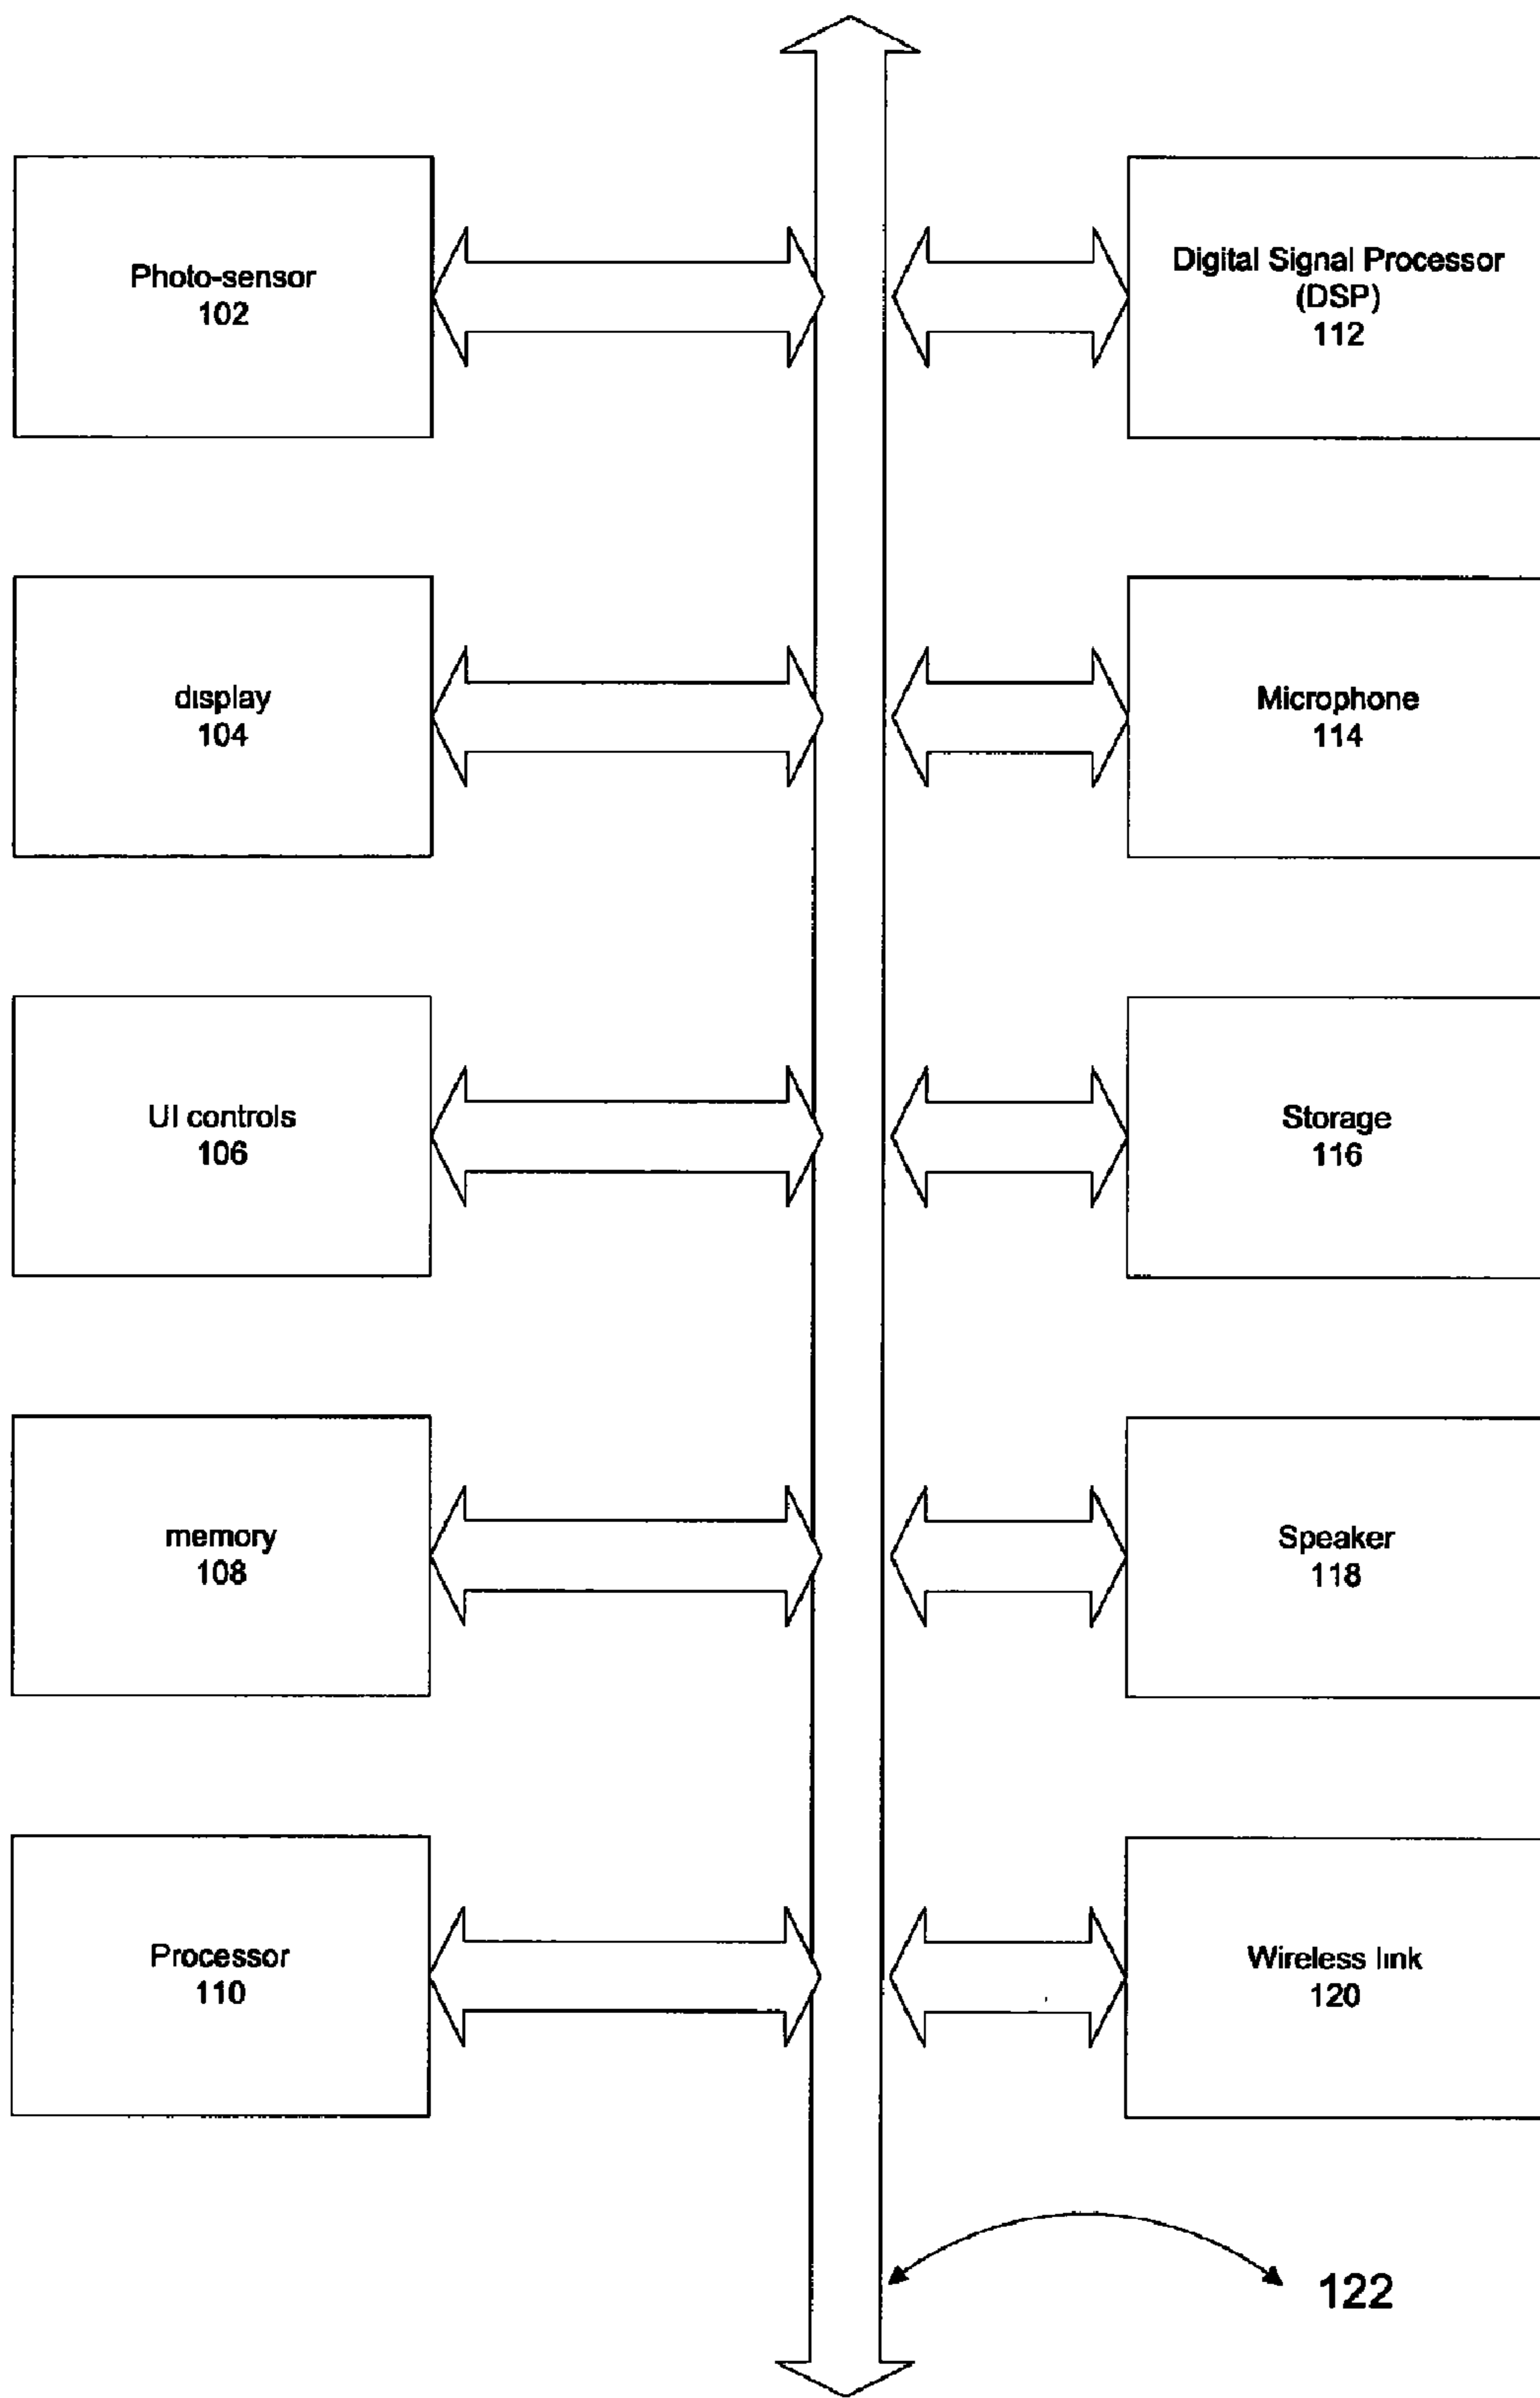 Photo-sensor
102
Digital Signal Processor
(DSP)
112
display
104
Microphone
114
UI controls
106
Storage
116
memory
108
Speaker
118
Processor
110
Wireless link
120
122